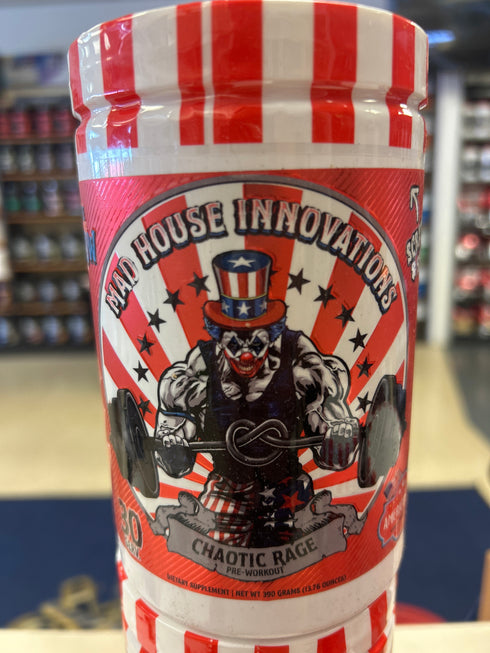 MAD HOUSE INNOVATIONS
30
CHAOTIC RAGE
PRE-WORKOUT
DIETARY SUPPLEMENT | NET WT 390 GRAMS (13.76 OUNCES)